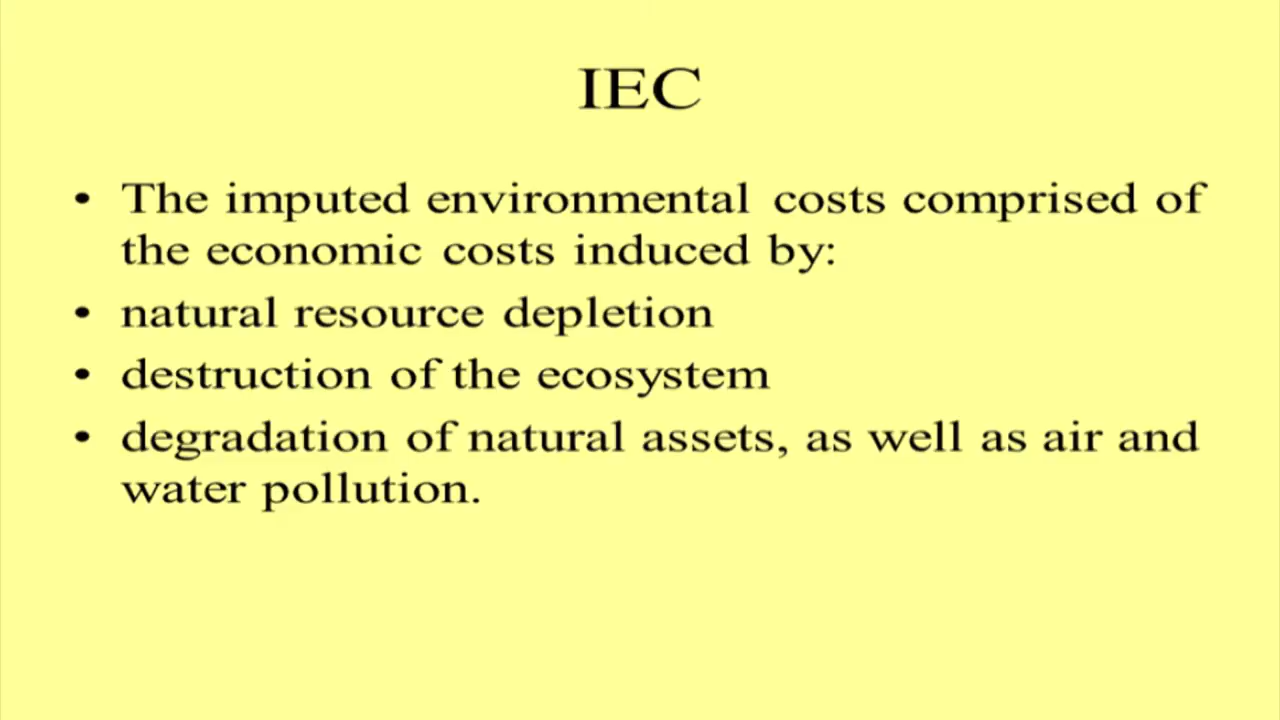 IEC
• The imputed environmental costs comprised of
the economic costs induced by:
• natural resource depletion
• destruction of the ecosystem
• degradation of natural assets, as well as air and
water pollution.